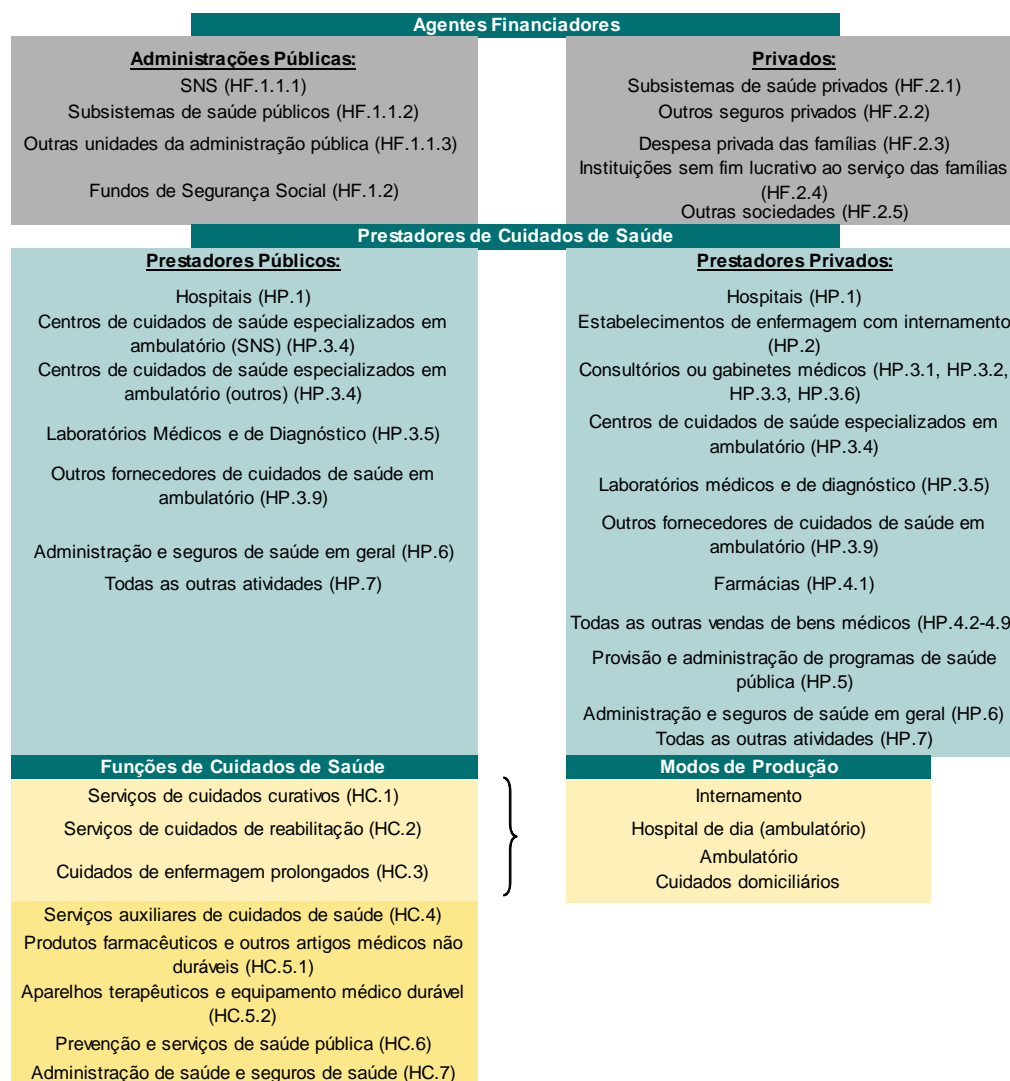 Agentes Financiadores
Administrações Públicas:
SNS (HF.1.1.1)
Subsistemas de saúde públicos (HF.1.1.2)
Outras unidades da administração pública (HF.1.1.3)
Fundos de Segurança Social (HF.1.2)
Privados:
Subsistemas de saúde privados (HF.2.1)
Outros seguros privados (HF.2.2)
Despesa privada das famílias (HF.2.3)
Instituições sem fim lucrativo ao serviço das famílias
(HF.2.4)
Outras sociedades (HF.2.5)
Prestadores de Cuidados de Saúde
Prestadores Públicos:
Hospitais (HP.1)
Centros de cuidados de saúde especializados em
ambulatório (SNS) (HP.3.4)
Centros de cuidados de saúde especializados em
ambulatório (outros) (HP.3.4)
Laboratórios Médicos e de Diagnóstico (HP.3.5)
Outros fornecedores de cuidados de saúde em
ambulatório (HP.3.9)
Administração e seguros de saúde em geral (HP.6)
Todas as outras atividades (HP.7)
Prestadores Privados:
Hospitais (HP.1)
Estabelecimentos de enfermagem com internamento
(HP.2)
Consultórios ou gabinetes médicos (HP.3.1, HP.3.2,
HP.3.3, HP.3.6)
Centros de cuidados de saúde especializados em
ambulatório (HP.3.4)
Laboratórios médicos e de diagnóstico (HP.3.5)
Outros fornecedores de cuidados de saúde em
ambulatório (HP.3.9)
Farmácias (HP.4.1)
Todas as outras vendas de bens médicos (HP.4.2-4.9
Provisão e administração de programas de saúde
pública (HP.5)
Administração e seguros de saúde em geral (HP.6)
Todas as outras atividades (HP.7)
Funções de Cuidados de Saúde
Serviços de cuidados curativos (HC.1)
Serviços de cuidados de reabilitação (HC.2)
Cuidados de enfermagem prolongados (HC.3)
Serviços auxiliares de cuidados de saúde (HC.4)
Produtos farmacêuticos e outros artigos médicos não
duráveis (HC.5.1)
Aparelhos terapêuticos e equipamento médico durável
(HC.5.2)
Prevenção e serviços de saúde pública (HC.6)
Administração de saúde e seguros de saúde (HC.7)
Modos de Produção
Internamento
Hospital de dia (ambulatório)
Ambulatório
Cuidados domiciliários